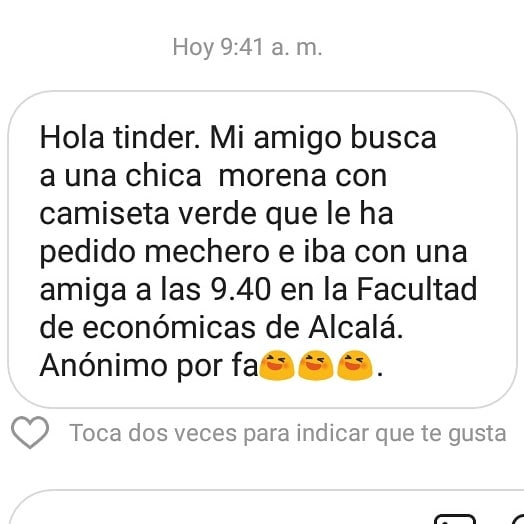 Hoy 9:41 a. m.
Hola tinder. Mi amigo busca
a una chica  morena con
camiseta verde que le ha
pedido mechero e iba con una
amiga a las 9.40 en la Facultad
de económicas de Alcalá.
Anónimo por fa😆😆😆.
Toca dos veces para indicar que te gusta